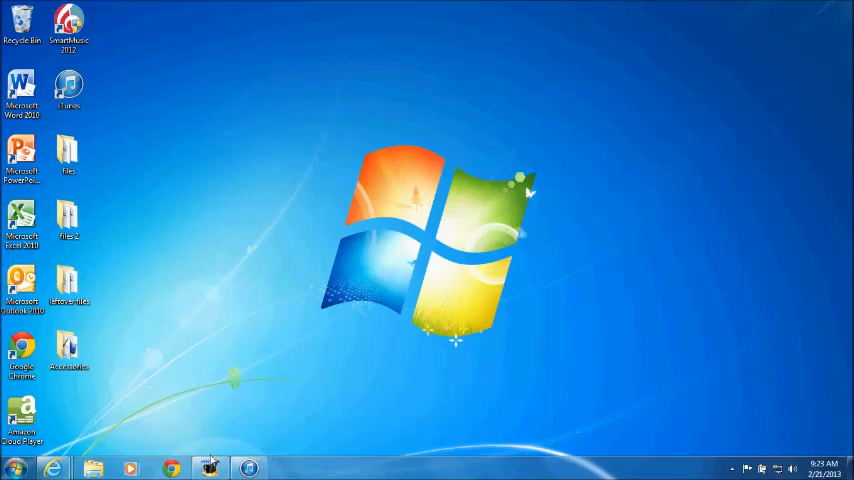 Recycle Bin
SmartMusic
2012
Microsoft
Word 2010
iTunes
Microsoft
PowerPoi...
files
Microsoft
Excel 2010
files 2
Microsoft
Outlook 2010
leftover files
Google
Chrome
Accessories
Amazon
Cloud Player
9:23 AM
2/21/2013